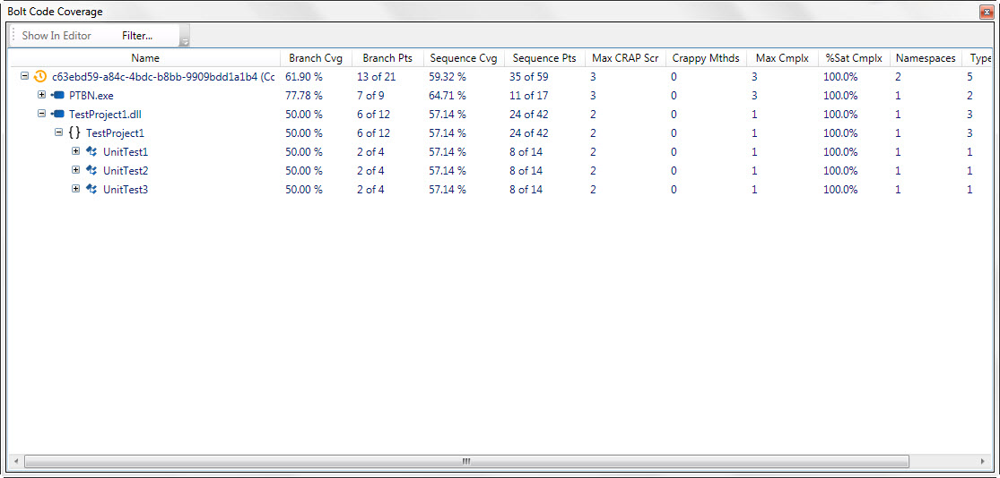 Bolt Code Coverage
Show In Editor Filter...
Name Branch Cvg Branch Pts Sequence Cvg Sequence Pts Max CRAP Scr Crappy Mthds Max Cmplx %Sat Cmplx Namespaces Type
c63ebd59-a84c-4bdc-b8bb-9909bdd1a1b4 (Cc 61.90 % 13 of 21 59.32 % 35 of 59 3 0 3 100.0% 2 5
PTBN.exe 77.78 % 7 of 9 64.71 % 11 of 17 3 0 3 100.0% 1 2
TestProject1.dll 50.00 % 6 of 12 57.14 % 24 of 42 2 0 1 100.0% 1 3
{} TestProject1 50.00 % 6 of 12 57.14 % 24 of 42 2 0 1 100.0% 1 3
UnitTest1 50.00 % 2 of 4 57.14 % 8 of 14 2 0 1 100.0% 1 1
UnitTest2 50.00 % 2 of 4 57.14 % 8 of 14 2 0 1 100.0% 1 1
UnitTest3 50.00 % 2 of 4 57.14 % 8 of 14 2 0 1 100.0% 1 1